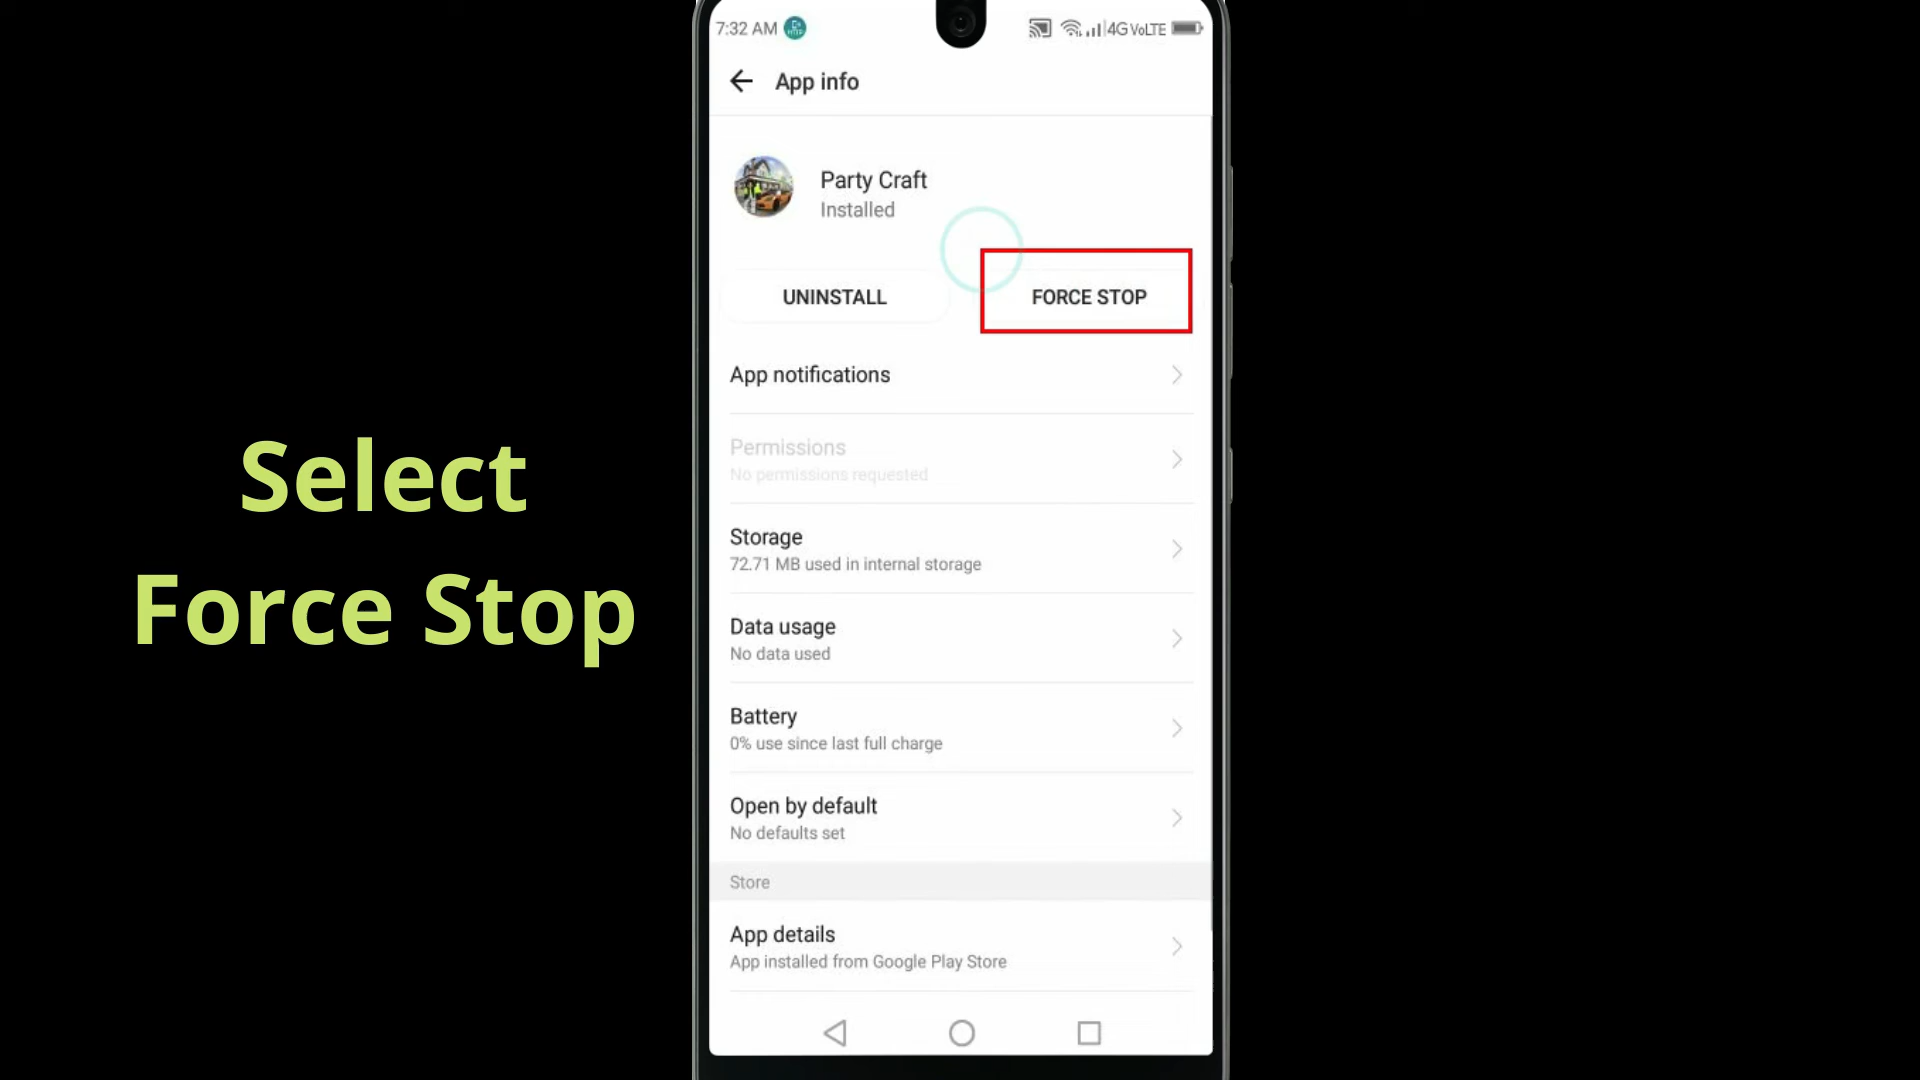 7:32 AM
4G VoLTE
App info
Party Craft
Installed
UNINSTALL
FORCE STOP
App notifications
Permissions
No permissions requested
Storage
72.71 MB used in internal storage
Data usage
No data used
Battery
0% use since last full charge
Open by default
No defaults set
Store
App details
App installed from Google Play Store
Select
Force Stop